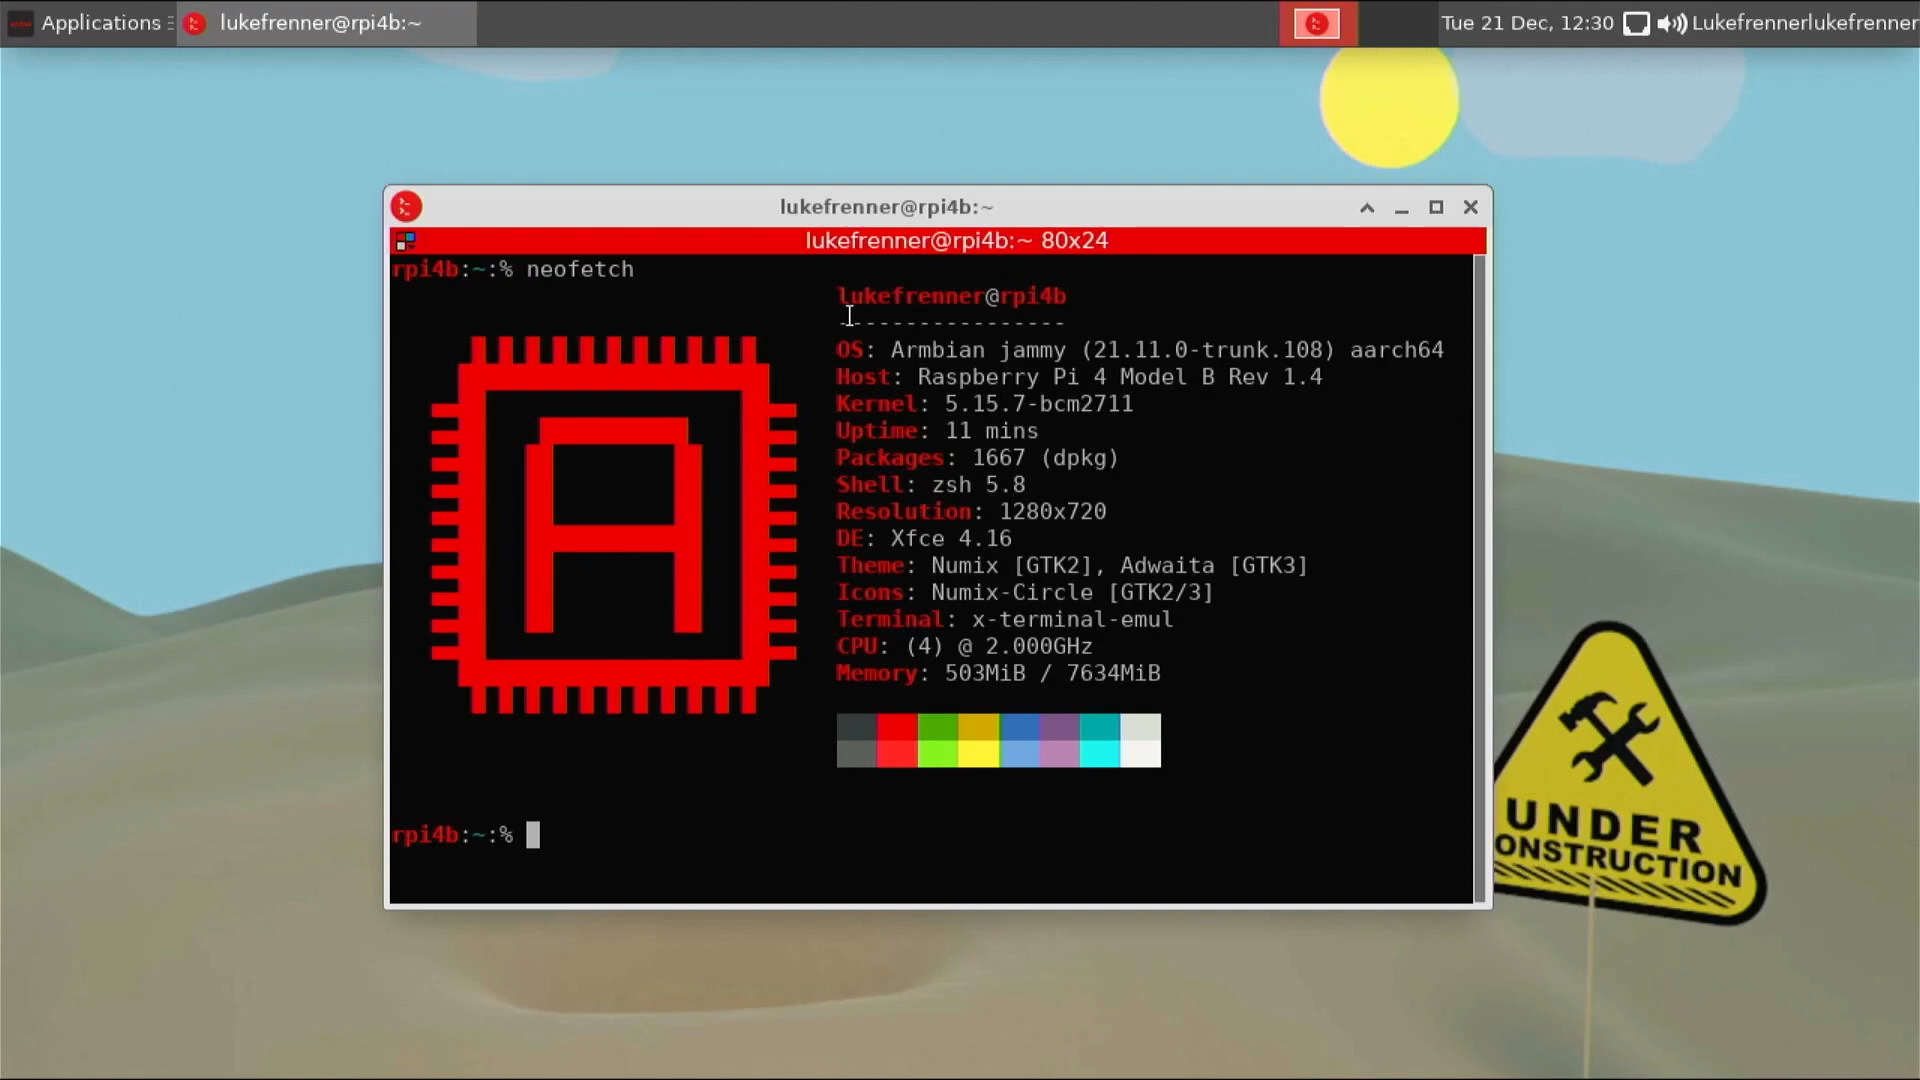 Applications
lukefrenner@rpi4b:~
Tue 21 Dec, 12:30
Lukefrennerlukefrenner
lukefrenner@rpi4b:~
lukefrenner@rpi4b:~ 80x24
rpi4b:~:% neofetch
lukefrenner@rpi4b
-----------------
OS: Armbian jammy (21.11.0-trunk.108) aarch64
Host: Raspberry Pi 4 Model B Rev 1.4
Kernel: 5.15.7-bcm2711
Uptime: 11 mins
Packages: 1667 (dpkg)
Shell: zsh 5.8
Resolution: 1280x720
DE: Xfce 4.16
Theme: Numix [GTK2], Adwaita [GTK3]
Icons: Numix-Circle [GTK2/3]
Terminal: x-terminal-emul
CPU: (4) @ 2.000GHz
Memory: 503MiB / 7634MiB
rpi4b:~:%
UNDER
ONSTRUCTION